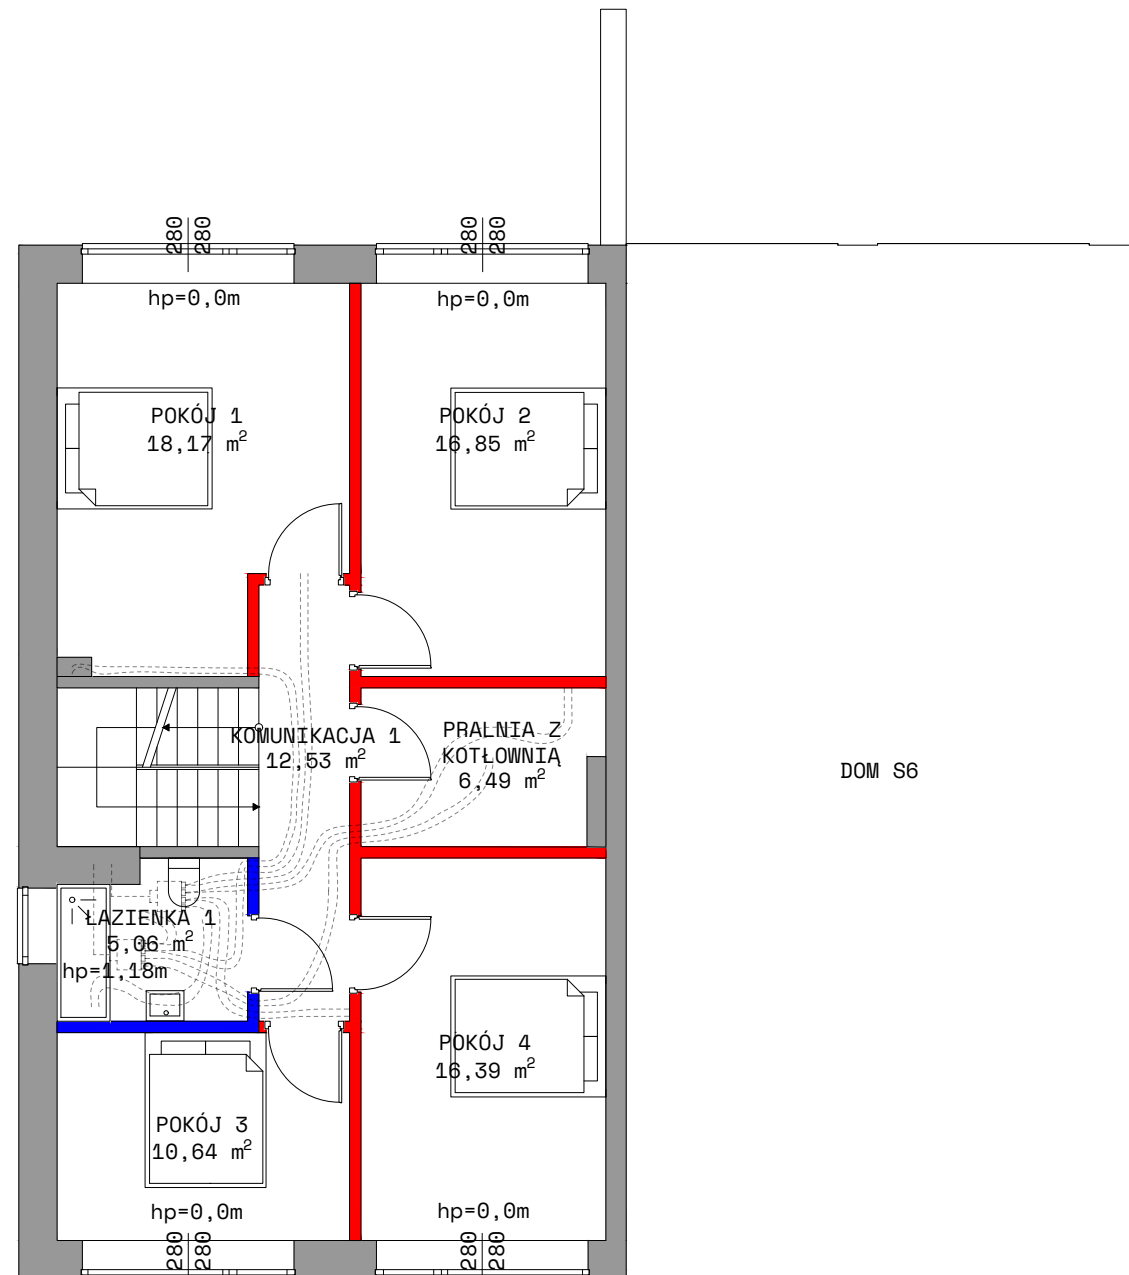 280
280
280
280
hp=0,0m
hp=0,0m
POKÓJ 1
18,17 m²
POKÓJ 2
16,85 m²
KOMUNIKACJA 1
12,53 m²
PRALNIA Z
KOTŁOWNIĄ
6,49 m²
DOM S6
ŁAZIENKA 1
5,06 m²
hp=1,18m
POKÓJ 4
16,39 m²
POKÓJ 3
10,64 m²
hp=0,0m
hp=0,0m
280
280
280
280